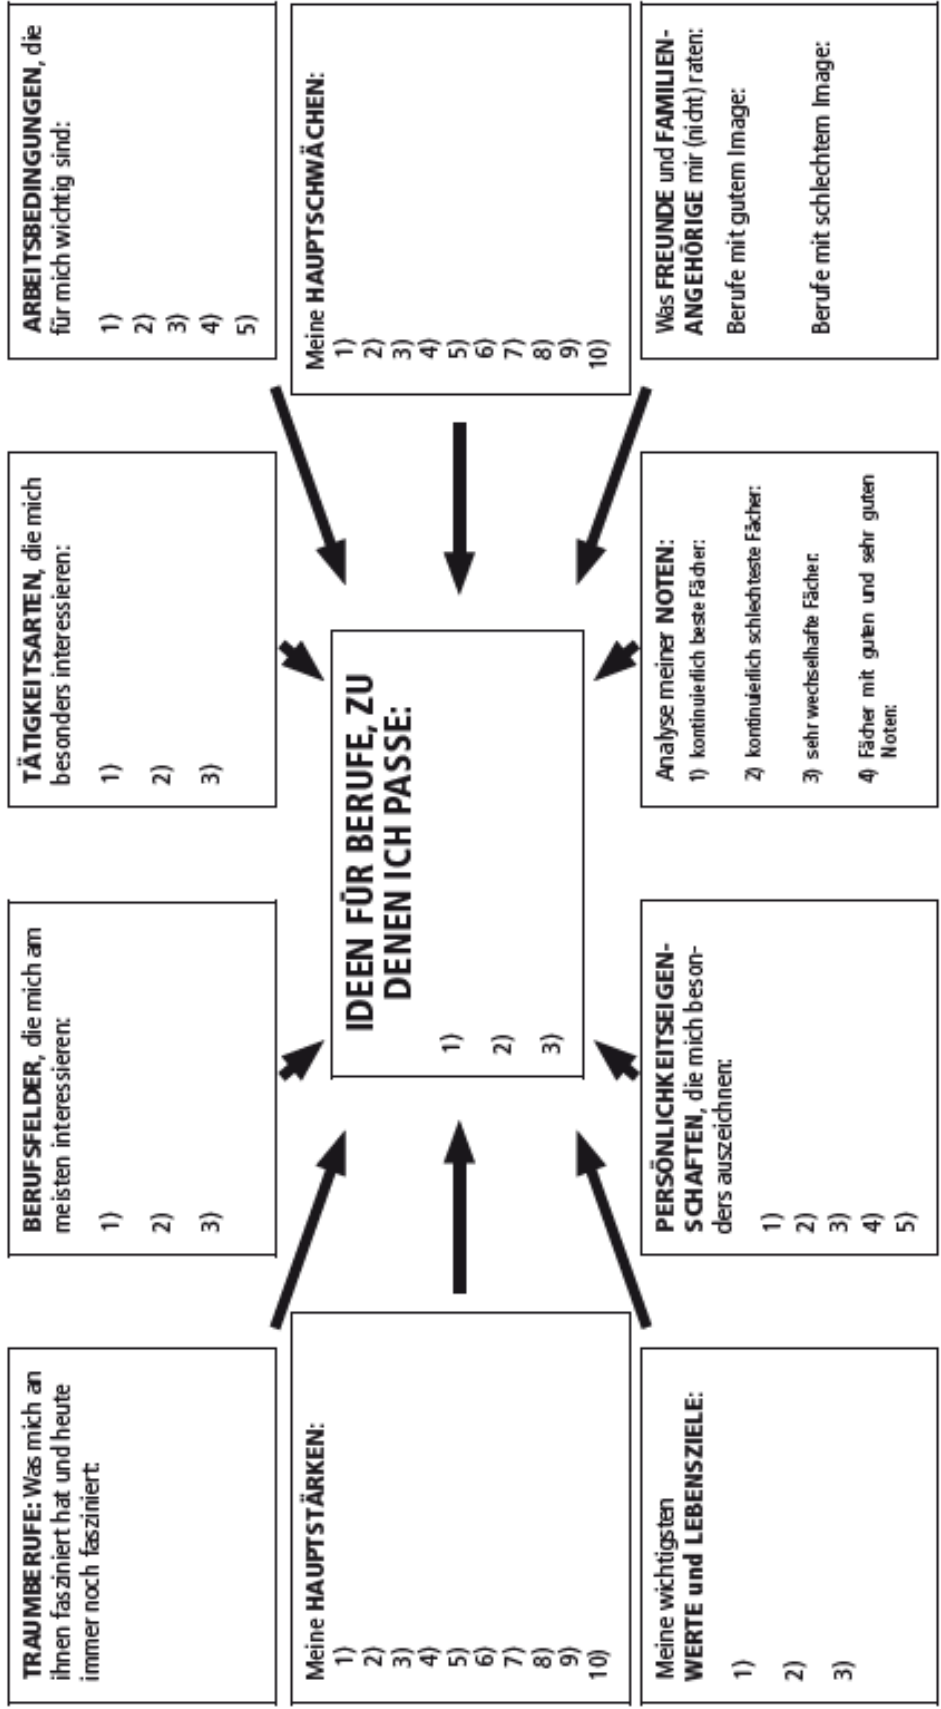 TRAUMBERUFE: Was mich an
ihnen fasziniert hat und heute
immer noch fasziniert:
BERUFSFELDER, die mich am
meisten interessieren:
1)
2)
3)
TÄTIGKEITSARTEN, die mich
besonders interessieren:
1)
2)
3)
ARBEITSBEDINGUNGEN, die
für mich wichtig sind:
1)
2)
3)
4)
5)
Meine HAUPTSTÄRKEN:
1)
2)
3)
4)
5)
6)
7)
8)
9)
10)
IDEEN FÜR BERUFE, ZU
DENEN ICH PASSE:
1)
2)
3)
Meine HAUPTSCHWÄCHEN:
1)
2)
3)
4)
5)
6)
7)
8)
9)
10)
Meine wichtigsten
WERTE und LEBENSZIELE:
1)
2)
3)
PERSÖNLICHKEITSEIGEN-
SCHAFTEN, die mich beson-
ders auszeichnen:
1)
2)
3)
4)
5)
Analyse meiner NOTEN:
1) kontinuierlich beste Fächer:
2) kontinuierlich schlechteste Fächer:
3) sehr wechselhafte Fächer:
4) Fächer mit guten und sehr guten
Noten:
Was FREUNDE und FAMILIEN-
ANGEHÖRIGE mir (nicht) raten:
Berufe mit gutem Image:
Berufe mit schlechtem Image: